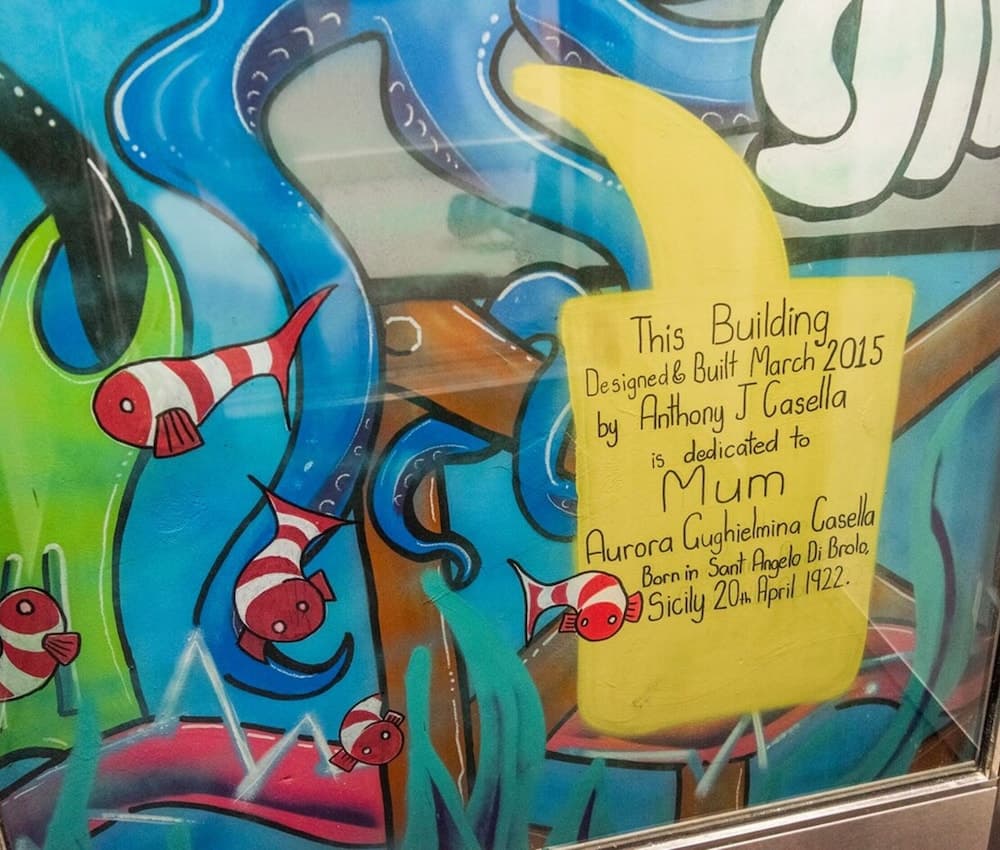 This Building
Designed & Built March 2015
by Anthony J Casella
is dedicated to
Mum
Aurora Gughielmina Casella
Born in Sant Angelo Di Brolo,
Sicily 20th April 1922.